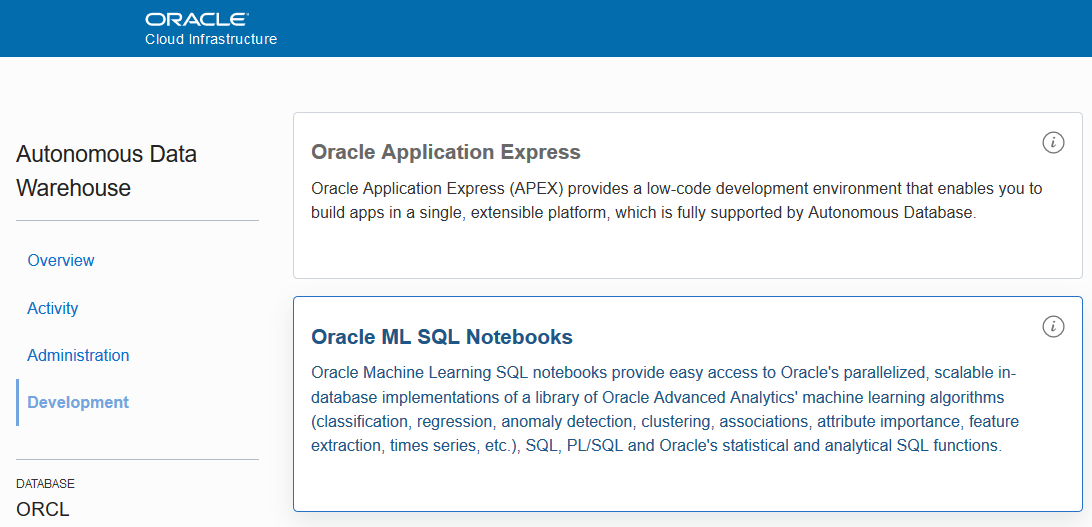 ORACLE
Cloud Infrastructure
Autonomous Data
Warehouse
Overview
Activity
Administration
Development
DATABASE
ORCL
Oracle Application Express
Oracle Application Express (APEX) provides a low-code development environment that enables you to
build apps in a single, extensible platform, which is fully supported by Autonomous Database.
Oracle ML SQL Notebooks
Oracle Machine Learning SQL notebooks provide easy access to Oracle's parallelized, scalable in-
database implementations of a library of Oracle Advanced Analytics' machine learning algorithms
(classification, regression, anomaly detection, clustering, associations, attribute importance, feature
extraction, times series, etc.), SQL, PL/SQL and Oracle's statistical and analytical SQL functions.